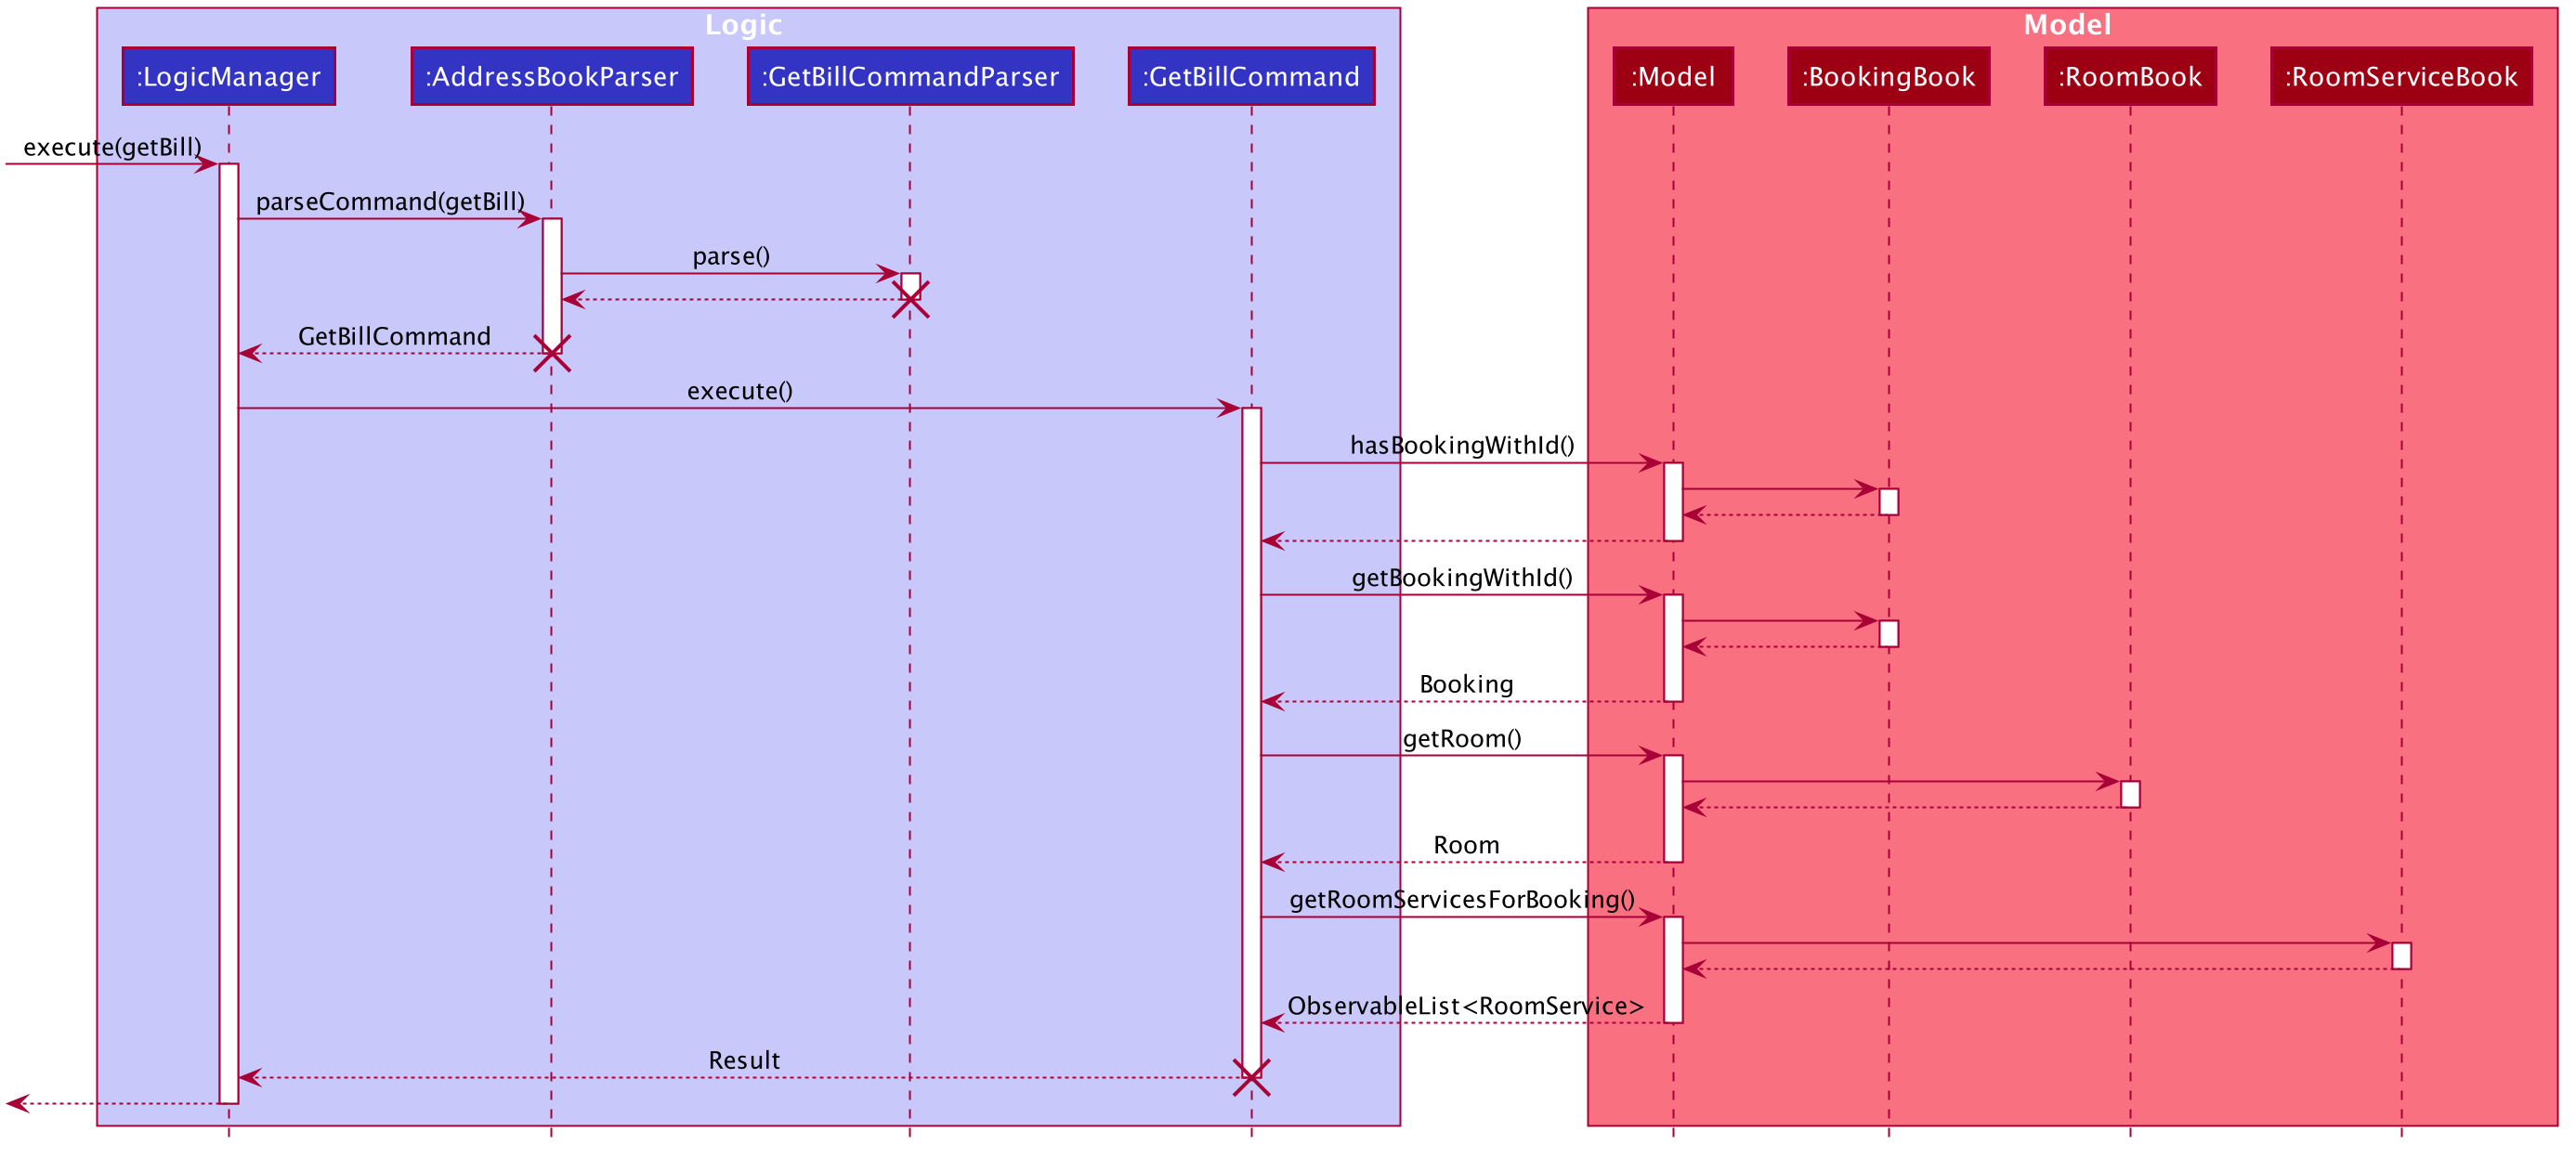 Logic
Model
:LogicManager
:AddressBookParser
:GetBillCommandParser
:GetBillCommand
:Model
:BookingBook
:RoomBook
:RoomServiceBook
execute(getBill)
parseCommand(getBill)
parse()
GetBillCommand
execute()
hasBookingWithId()
getBookingWithId()
Booking
getRoom()
Room
getRoomServicesForBooking()
ObservableList<RoomService>
Result